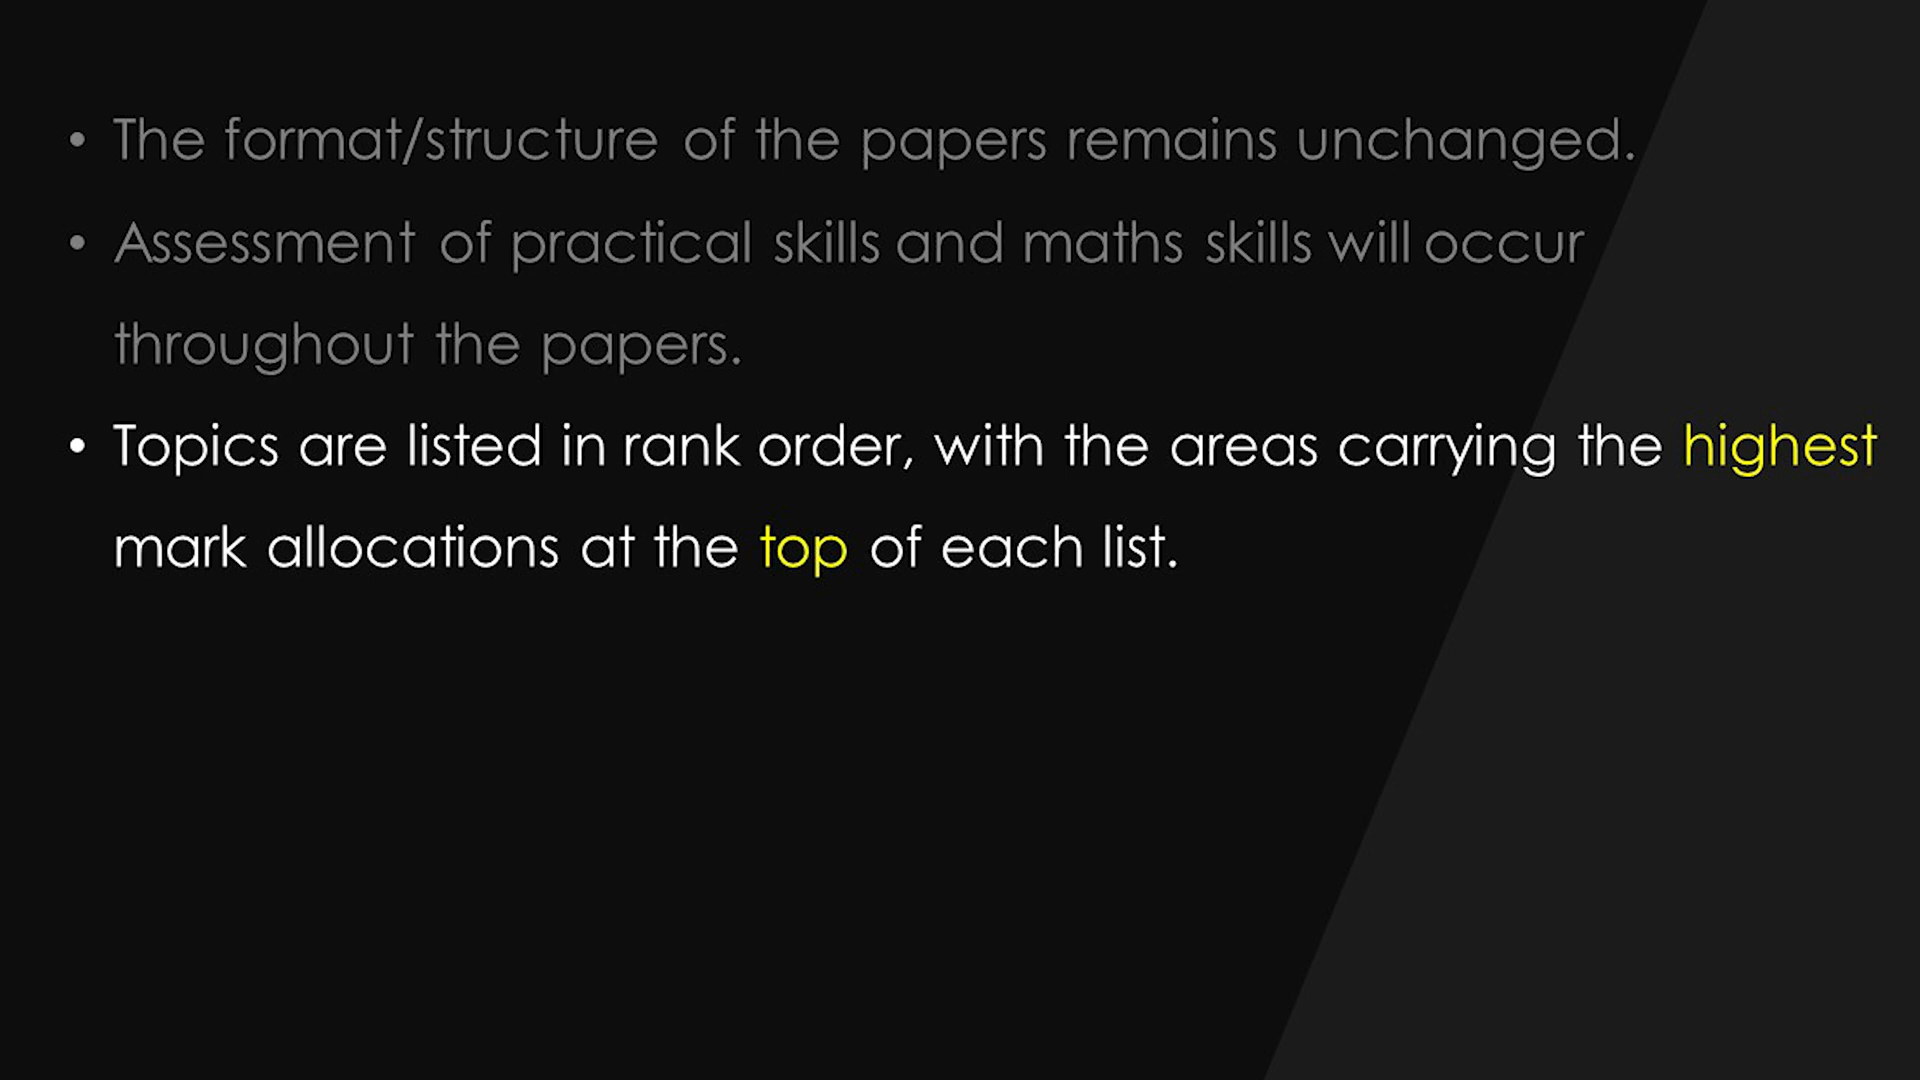 • The format/structure of the papers remains unchanged.
• Assessment of practical skills and maths skills will occur
throughout the papers.
• Topics are listed in rank order, with the areas carrying the highest
mark allocations at the top of each list.